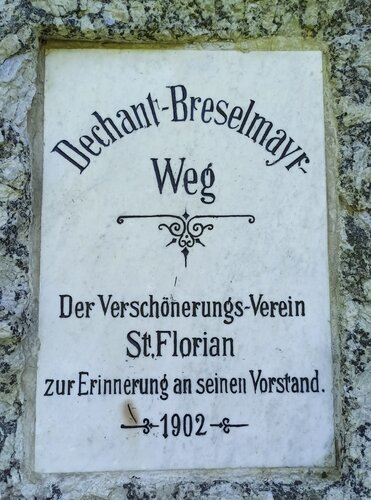 Dechant-Breselmayr-
Weg
Der Verschönerungs-Verein
St. Florian
zur Erinnerung an seinen Vorstand.
1902